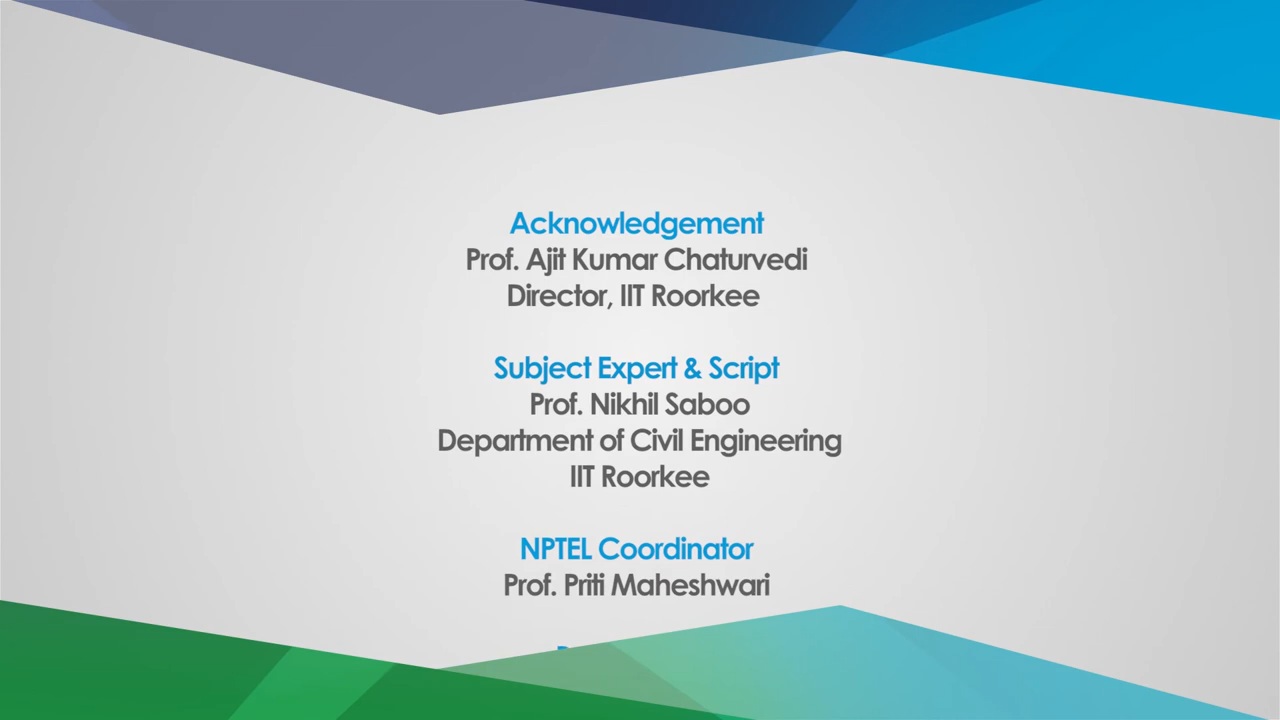 Acknowledgement
Prof. Ajit Kumar Chaturvedi
Director, IIT Roorkee
Subject Expert & Script
Prof. Nikhil Saboo
Department of Civil Engineering
IIT Roorkee
NPTEL Coordinator
Prof. Priti Maheshwari